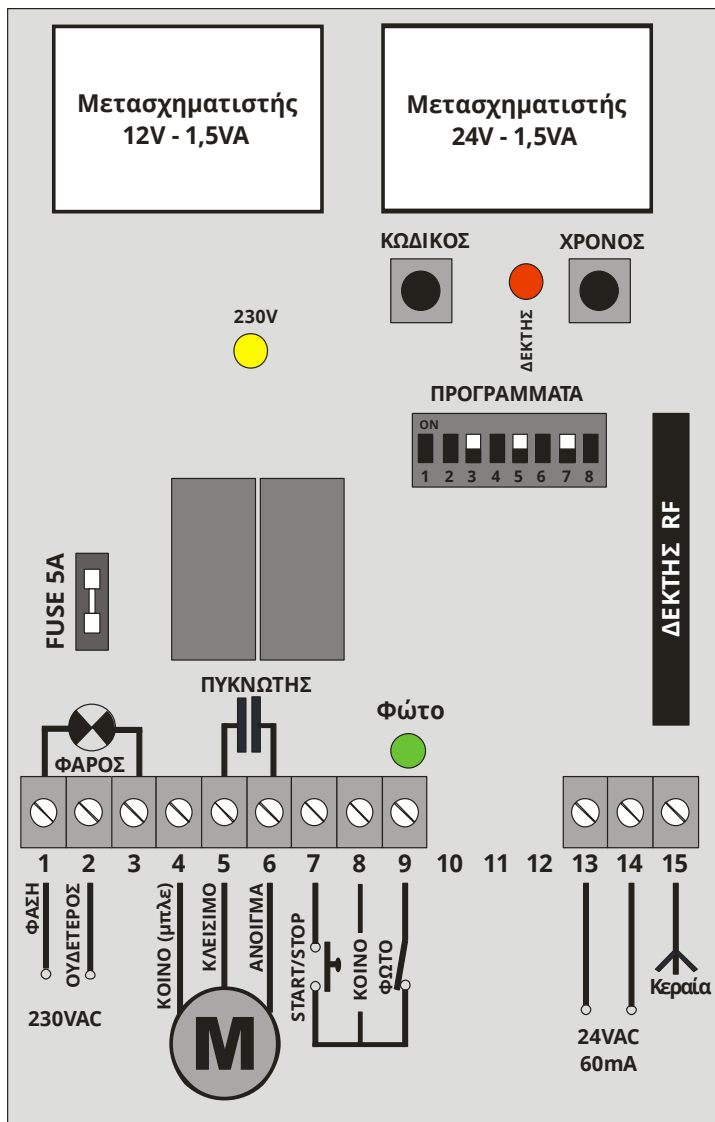 Μετασχηματιστής
12V - 1,5VA
Μετασχηματιστής
24V - 1,5VA
ΚΩΔΙΚΟΣ
ΧΡΟΝΟΣ
ΔΕΚΤΗΣ
230V
ΠΡΟΓΡΑΜΜΑΤΑ
ON
1 2 3 4 5 6 7 8
ΔΕΚΤΗΣ RF
FUSE 5A
ΠΥΚΝΩΤΗΣ
Φώτο
ΦΑΡΟΣ
1 2 3 4 5 6 7 8 9 10 11 12 13 14 15
ΦΑΣΗ
ΟΥΔΕΤΕΡΟΣ
ΚΟΙΝΟ (μπλε)
ΚΛΕΙΣΙΜΟ
ΑΝΟΙΓΜΑ
START/STOP
ΚΟΙΝΟ
ΦΩΤΟ
Κεραία
230VAC
M
24VAC
60mA